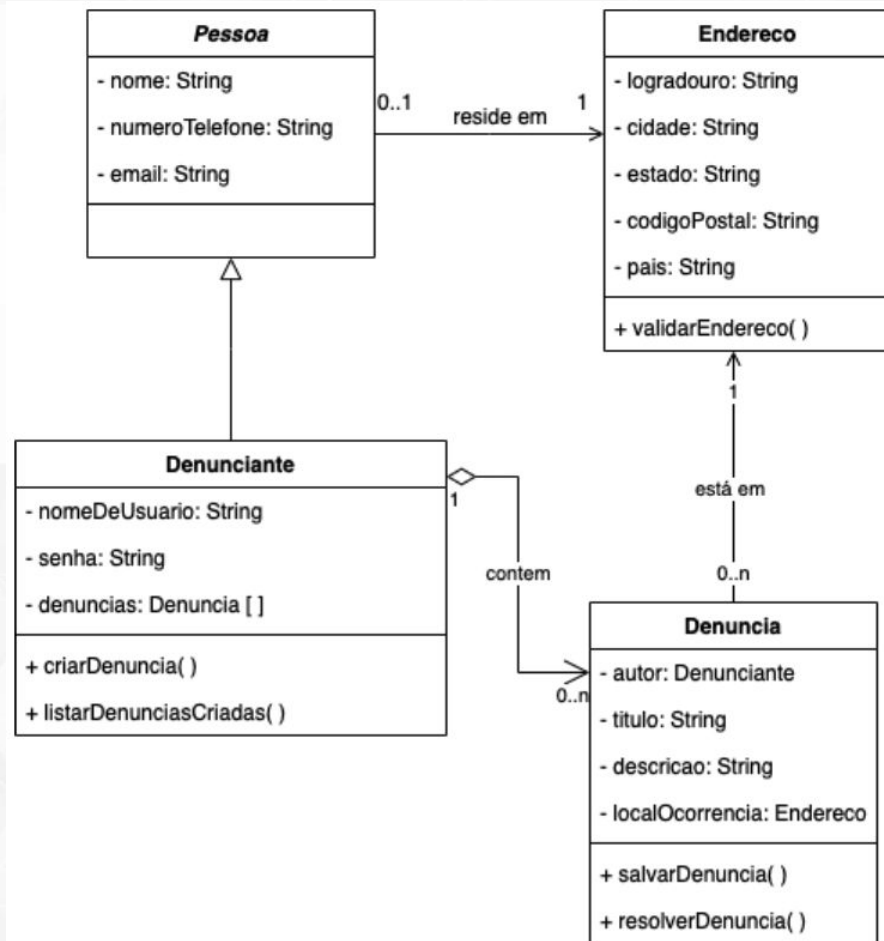 Pessoa
- nome: String
- numeroTelefone: String
- email: String
0..1
reside em
1
Endereco
- logradouro: String
- cidade: String
- estado: String
- codigoPostal: String
- pais: String
+ validarEndereco( )
1
está em
0..n
Denunciante
- nomeDeUsuario: String
- senha: String
- denuncias: Denuncia [ ]
+ criarDenuncia( )
+ listarDenunciasCriadas( )
1
contem
0..n
Denuncia
- autor: Denunciante
- titulo: String
- descricao: String
- localOcorrencia: Endereco
+ salvarDenuncia( )
+ resolverDenuncia( )